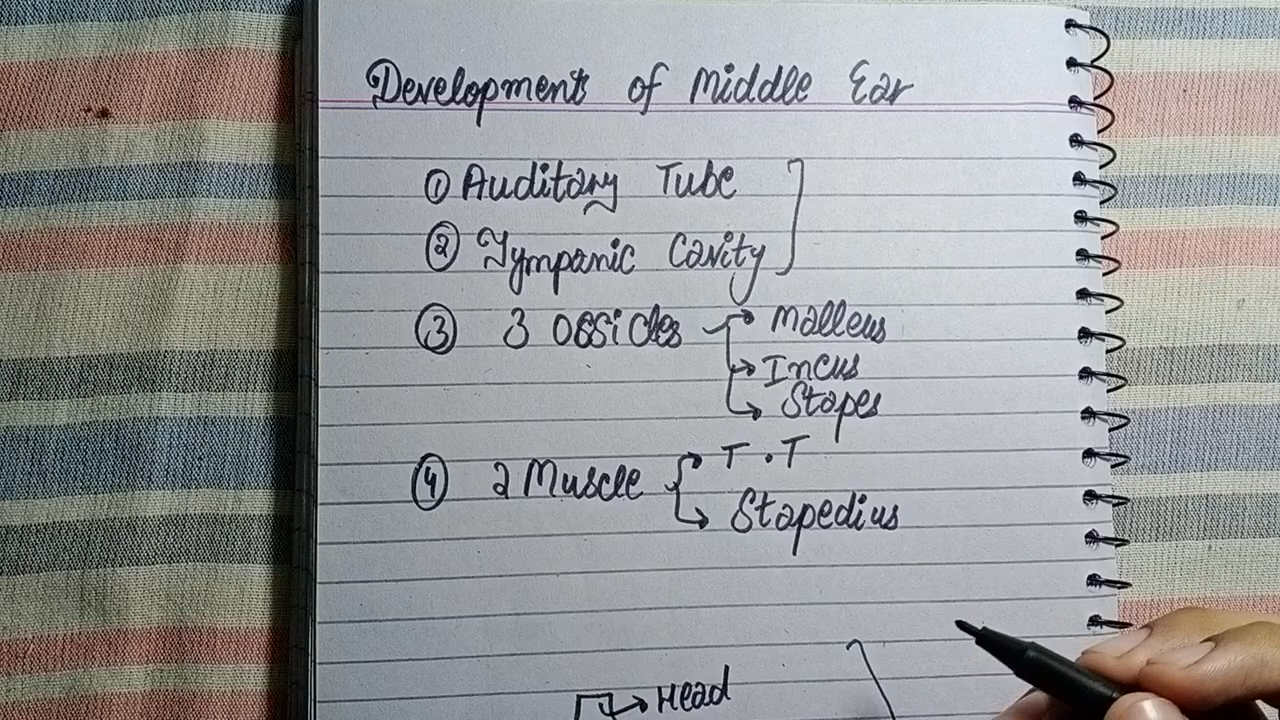 Development of Middle Ear
① Auditory Tube
② Tympanic Cavity
③ 3 Ossicles → Malleus
→ Incus
→ Stapes
④ 2 Muscle → T.T
→ Stapedius
→ Head